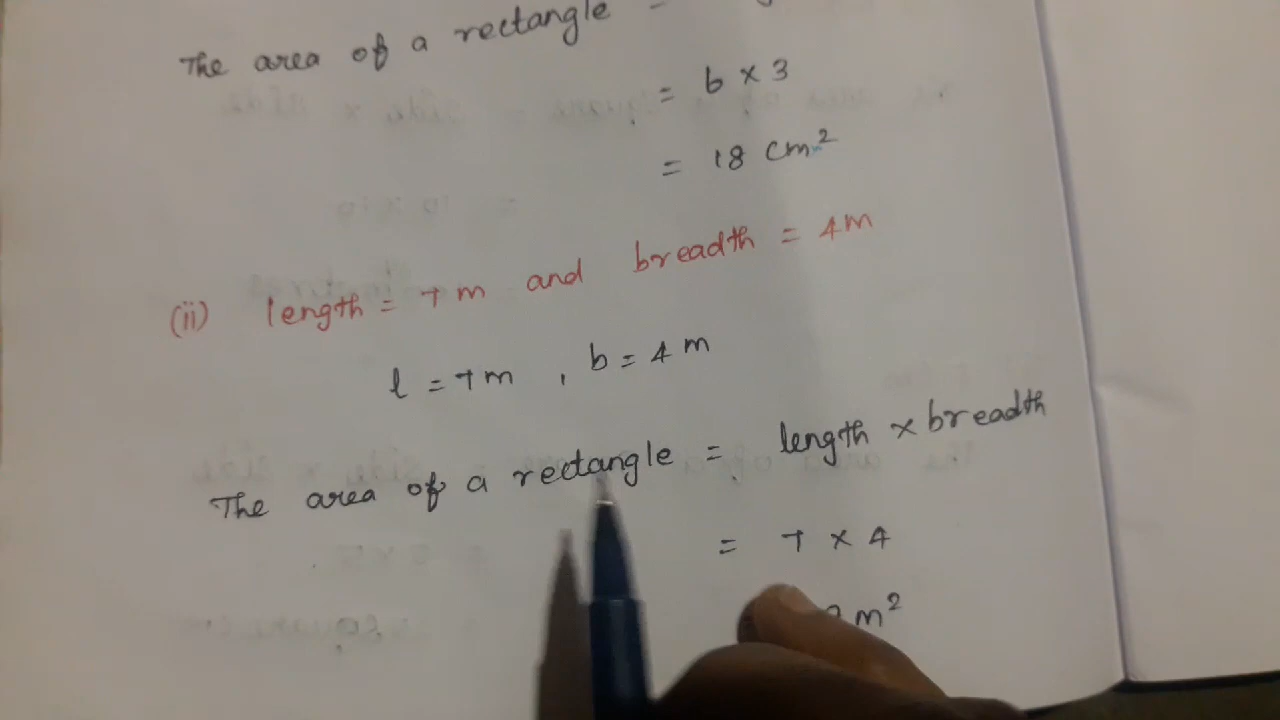 The area of a rectangle =
= 6 × 3
= 18 cm²
(ii) length = 7 m and breadth = 4 m
l = 7 m , b = 4 m
The area of a rectangle = length × breadth
= 7 × 4
m²